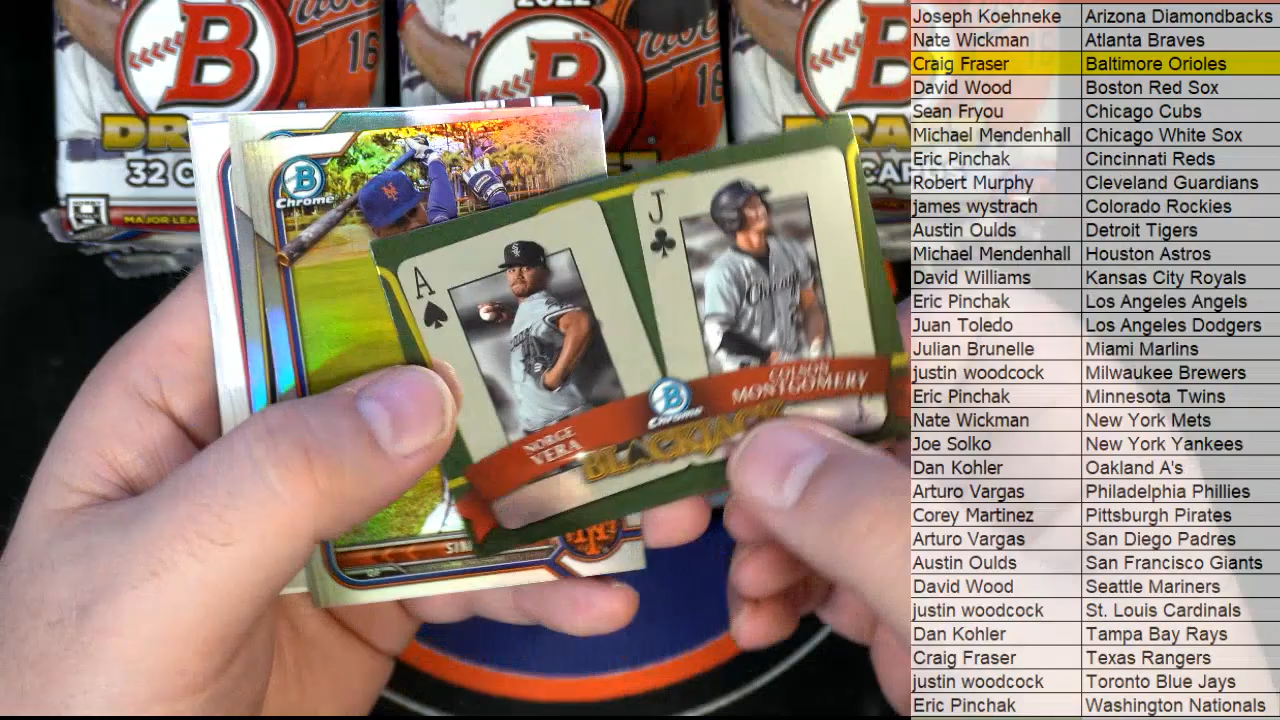 2022
B
16
B
16
B
DRAFT
32 C
CARDS
MAJOR LEA
B
Chrome
A
J
NORGE
VERA
B
Chrome
COLSON
MONTGOMERY
BLACKJACK
Joseph Koehneke Arizona Diamondbacks
Nate Wickman Atlanta Braves
Craig Fraser Baltimore Orioles
David Wood Boston Red Sox
Sean Fryou Chicago Cubs
Michael Mendenhall Chicago White Sox
Eric Pinchak Cincinnati Reds
Robert Murphy Cleveland Guardians
james wystrach Colorado Rockies
Austin Oulds Detroit Tigers
Michael Mendenhall Houston Astros
David Williams Kansas City Royals
Eric Pinchak Los Angeles Angels
Juan Toledo Los Angeles Dodgers
Julian Brunelle Miami Marlins
justin woodcock Milwaukee Brewers
Eric Pinchak Minnesota Twins
Nate Wickman New York Mets
Joe Solko New York Yankees
Dan Kohler Oakland A's
Arturo Vargas Philadelphia Phillies
Corey Martinez Pittsburgh Pirates
Arturo Vargas San Diego Padres
Austin Oulds San Francisco Giants
David Wood Seattle Mariners
justin woodcock St. Louis Cardinals
Dan Kohler Tampa Bay Rays
Craig Fraser Texas Rangers
justin woodcock Toronto Blue Jays
Eric Pinchak Washington Nationals